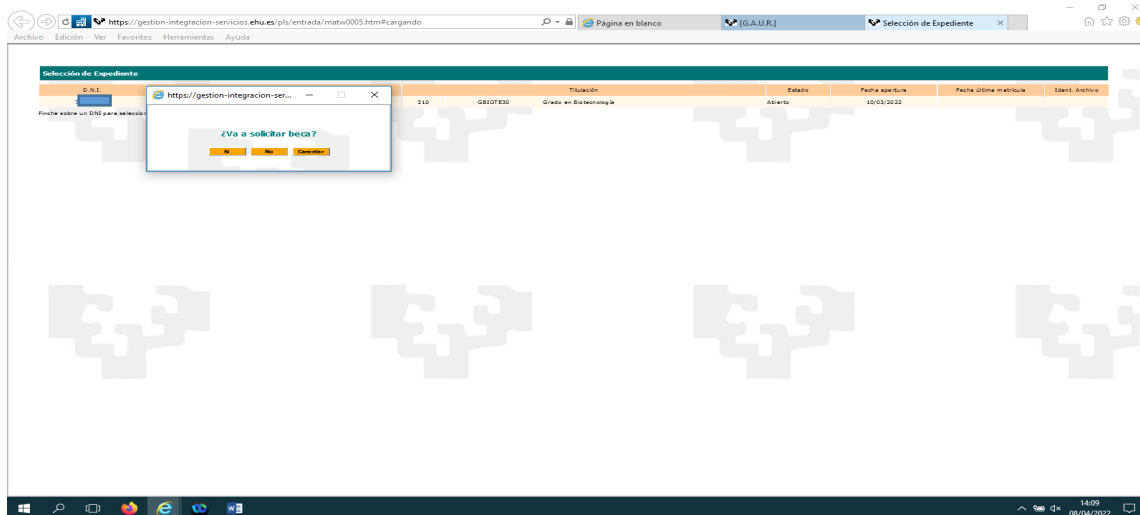 https://gestion-integracion-servicios.ehu.es/pls/entrada/matw0005.htm#cargando
Página en blanco
[G.A.U.R.]
Selección de Expediente
Archivo Edición Ver Favoritos Herramientas Ayuda
Selección de Expediente
D.N.I. Titulación Estado Fecha apertura Fecha última matrícula Ident. Archivo
310 GBIOTE30 Grado en Biotecnología Abierto 10/03/2022
Pinche sobre un DNI para seleccion
https://gestion-integracion-ser...
¿Va a solicitar beca?
Si No Cancelar
14:09
08/04/2022